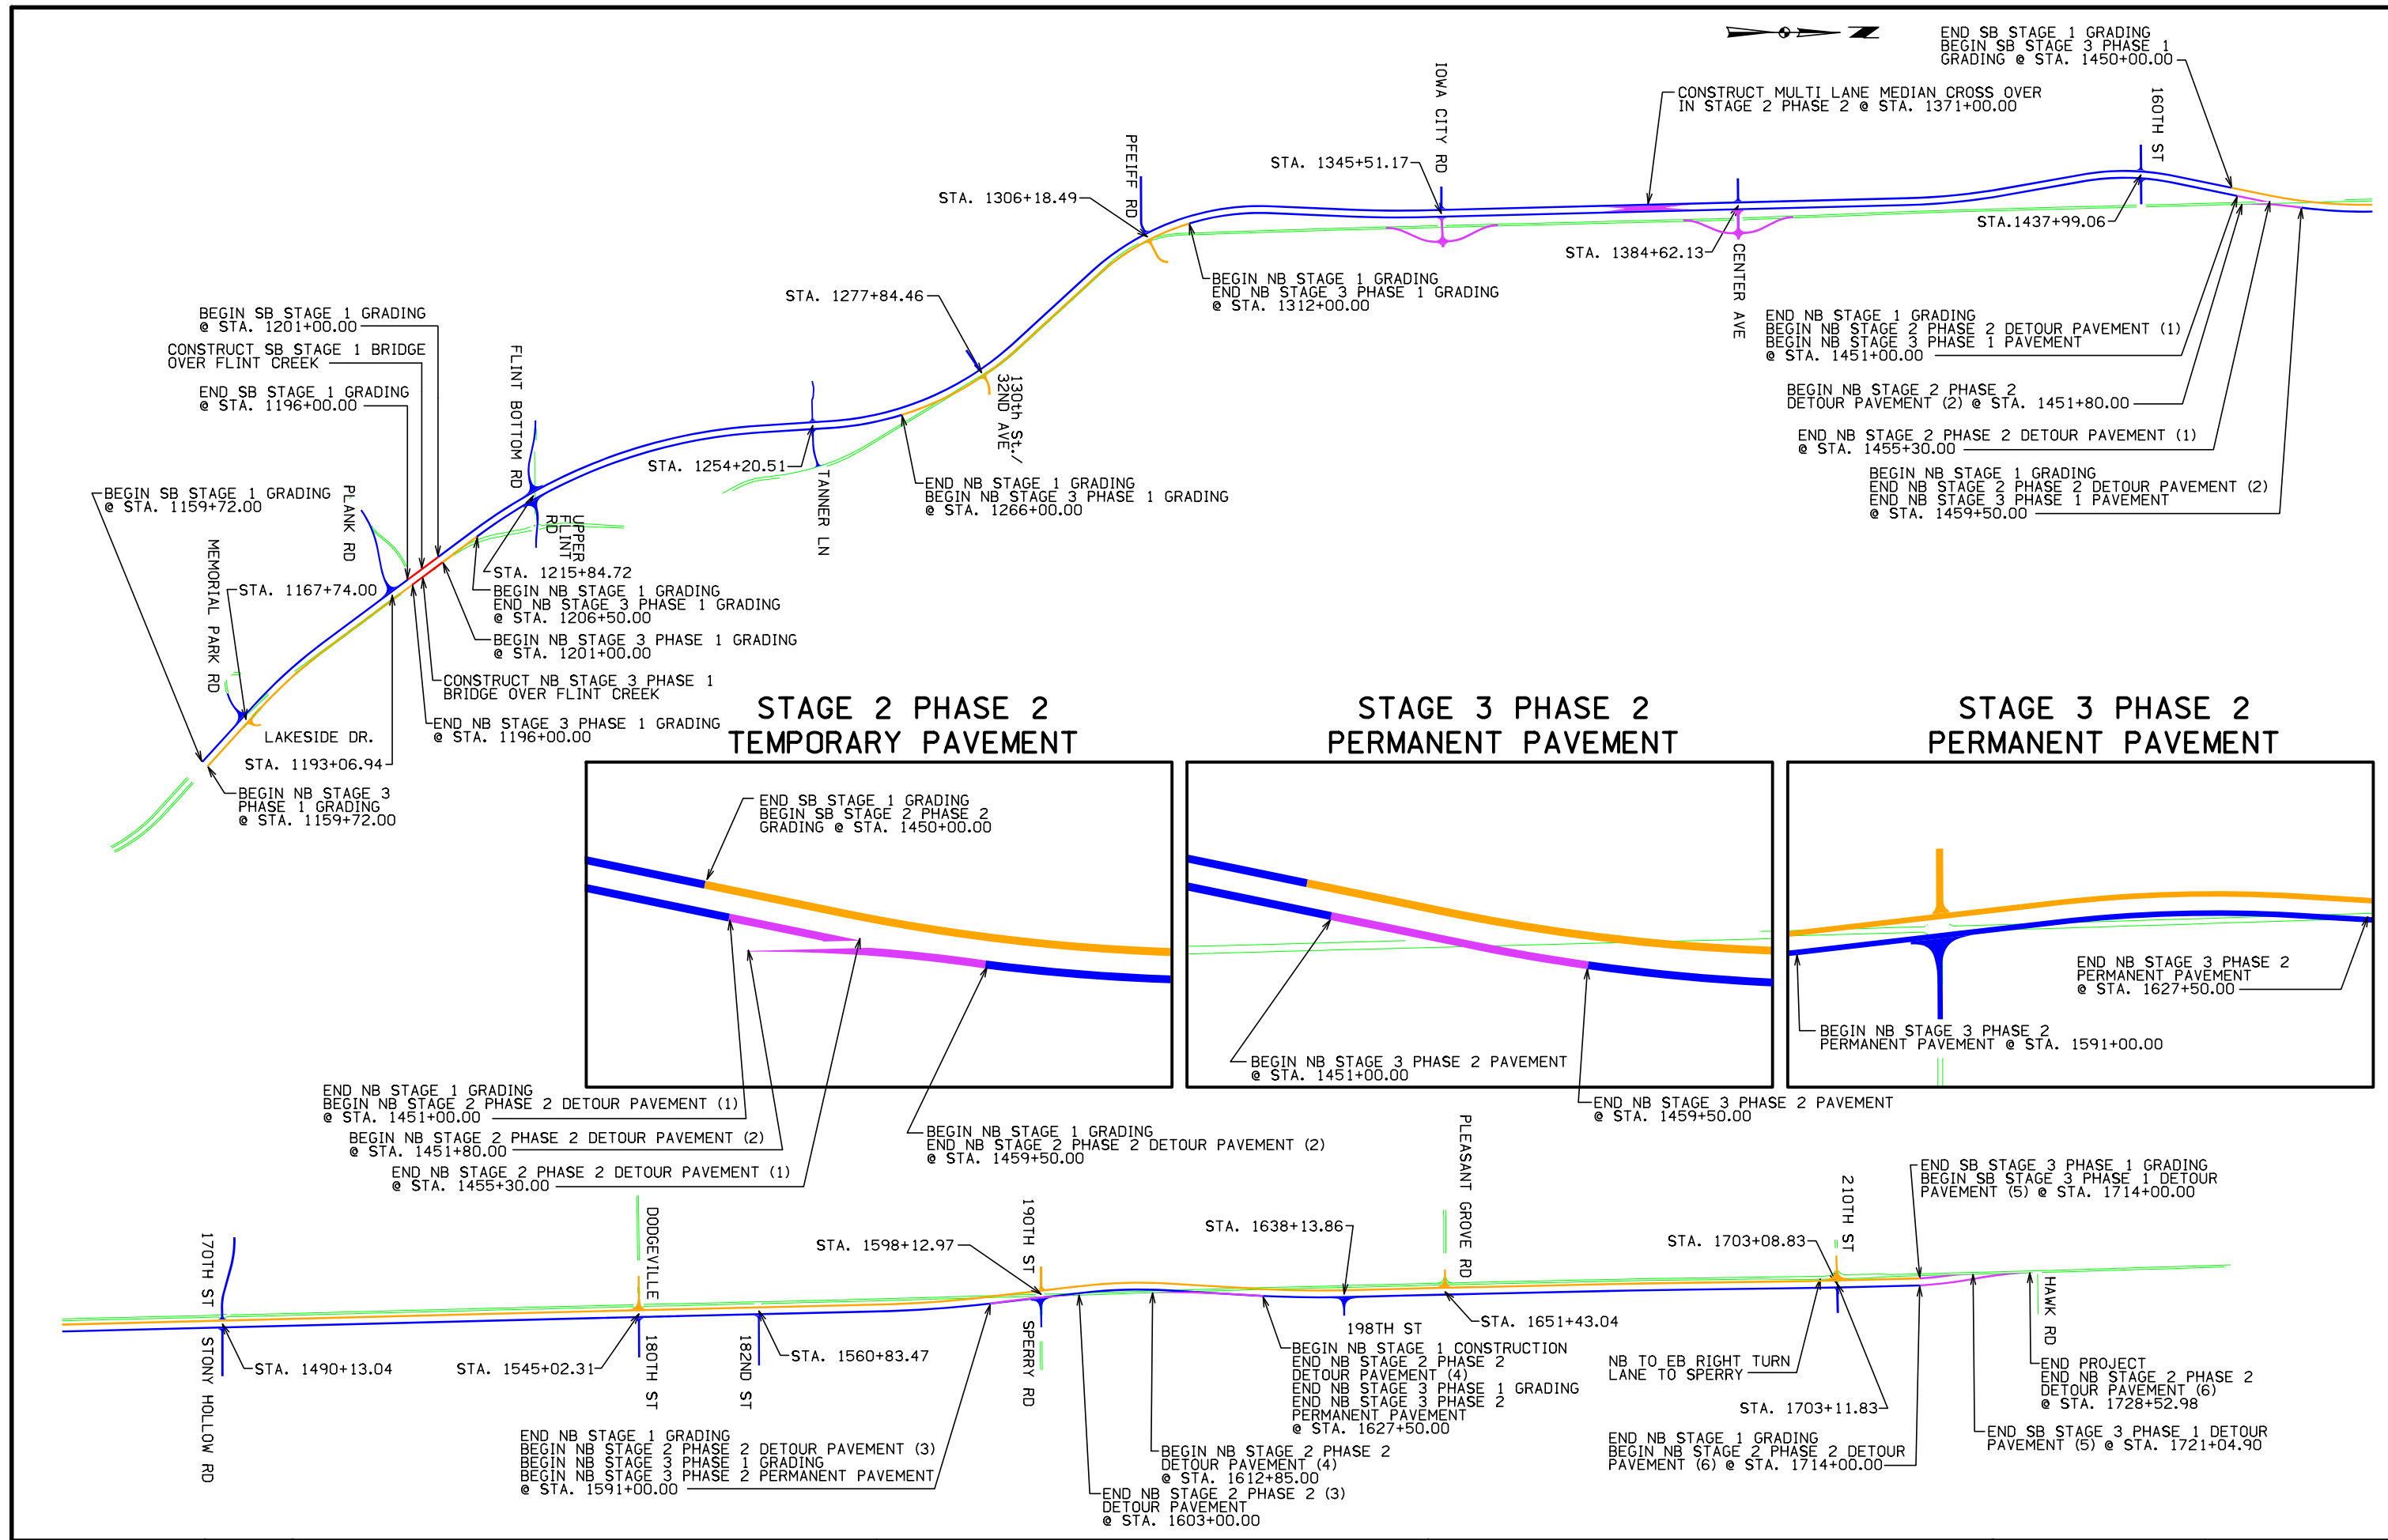 END SB STAGE 1 GRADING
BEGIN SB STAGE 3 PHASE 1
GRADING @ STA. 1450+00.00
IOWA CITY RD
CONSTRUCT MULTI LANE MEDIAN CROSS OVER
IN STAGE 2 PHASE 2 @ STA. 1371+00.00
160TH ST
PFEIFF RD
STA. 1345+51.17
STA. 1306+18.49
STA.1437+99.06
STA. 1384+62.13
CENTER AVE
BEGIN NB STAGE 1 GRADING
END NB STAGE 3 PHASE 1 GRADING
@ STA. 1312+00.00
STA. 1277+84.46
BEGIN SB STAGE 1 GRADING
@ STA. 1201+00.00
CONSTRUCT SB STAGE 1 BRIDGE
OVER FLINT CREEK
END SB STAGE 1 GRADING
@ STA. 1196+00.00
FLINT BOTTOM RD
130th St./
32ND AVE
END NB STAGE 1 GRADING
BEGIN NB STAGE 2 PHASE 2 DETOUR PAVEMENT (1)
BEGIN NB STAGE 3 PHASE 1 PAVEMENT
@ STA. 1451+00.00
BEGIN NB STAGE 2 PHASE 2
DETOUR PAVEMENT (2) @ STA. 1451+80.00
END NB STAGE 2 PHASE 2 DETOUR PAVEMENT (1)
@ STA. 1455+30.00
BEGIN NB STAGE 1 GRADING
END NB STAGE 2 PHASE 2 DETOUR PAVEMENT (2)
END NB STAGE 3 PHASE 1 PAVEMENT
@ STA. 1459+50.00
STA. 1254+20.51
TANNER LN
END NB STAGE 1 GRADING
BEGIN NB STAGE 3 PHASE 1 GRADING
@ STA. 1266+00.00
BEGIN SB STAGE 1 GRADING
@ STA. 1159+72.00
PLANK RD
UPPER
FLINT
RD
MEMORIAL PARK RD
STA. 1167+74.00
STA. 1215+84.72
BEGIN NB STAGE 1 GRADING
END NB STAGE 3 PHASE 1 GRADING
@ STA. 1206+50.00
BEGIN NB STAGE 3 PHASE 1 GRADING
@ STA. 1201+00.00
CONSTRUCT NB STAGE 3 PHASE 1
BRIDGE OVER FLINT CREEK
END NB STAGE 3 PHASE 1 GRADING
@ STA. 1196+00.00
LAKESIDE DR.
STA. 1193+06.94
BEGIN NB STAGE 3
PHASE 1 GRADING
@ STA. 1159+72.00
STAGE 2 PHASE 2
TEMPORARY PAVEMENT
END SB STAGE 1 GRADING
BEGIN SB STAGE 2 PHASE 2
GRADING @ STA. 1450+00.00
END NB STAGE 1 GRADING
BEGIN NB STAGE 2 PHASE 2 DETOUR PAVEMENT (1)
@ STA. 1451+00.00
BEGIN NB STAGE 2 PHASE 2 DETOUR PAVEMENT (2)
@ STA. 1451+80.00
END NB STAGE 2 PHASE 2 DETOUR PAVEMENT (1)
@ STA. 1455+30.00
BEGIN NB STAGE 1 GRADING
END NB STAGE 2 PHASE 2 DETOUR PAVEMENT (2)
@ STA. 1459+50.00
STAGE 3 PHASE 2
PERMANENT PAVEMENT
BEGIN NB STAGE 3 PHASE 2 PAVEMENT
@ STA. 1451+00.00
END NB STAGE 3 PHASE 2 PAVEMENT
@ STA. 1459+50.00
STAGE 3 PHASE 2
PERMANENT PAVEMENT
END NB STAGE 3 PHASE 2
PERMANENT PAVEMENT
@ STA. 1627+50.00
BEGIN NB STAGE 3 PHASE 2
PERMANENT PAVEMENT @ STA. 1591+00.00
170TH ST
STONY HOLLOW RD
STA. 1490+13.04
DODGEVILLE
STA. 1545+02.31
180TH ST
182ND ST
STA. 1560+83.47
STA. 1598+12.97
190TH ST
SPERRY RD
END NB STAGE 1 GRADING
BEGIN NB STAGE 2 PHASE 2 DETOUR PAVEMENT (3)
BEGIN NB STAGE 3 PHASE 1 GRADING
BEGIN NB STAGE 3 PHASE 2 PERMANENT PAVEMENT
@ STA. 1591+00.00
END NB STAGE 2 PHASE 2 (3)
DETOUR PAVEMENT
@ STA. 1603+00.00
BEGIN NB STAGE 2 PHASE 2
DETOUR PAVEMENT (4)
@ STA. 1612+85.00
STA. 1638+13.86
198TH ST
BEGIN NB STAGE 1 CONSTRUCTION
END NB STAGE 2 PHASE 2
DETOUR PAVEMENT (4)
END NB STAGE 3 PHASE 1 GRADING
END NB STAGE 3 PHASE 2
PERMANENT PAVEMENT
@ STA. 1627+50.00
PLEASANT GROVE RD
STA. 1651+43.04
STA. 1703+08.83
210TH ST
NB TO EB RIGHT TURN
LANE TO SPERRY
STA. 1703+11.83
END NB STAGE 1 GRADING
BEGIN NB STAGE 2 PHASE 2 DETOUR
PAVEMENT (6) @ STA. 1714+00.00
END SB STAGE 3 PHASE 1 GRADING
BEGIN SB STAGE 3 PHASE 1 DETOUR
PAVEMENT (5) @ STA. 1714+00.00
HAWK RD
END PROJECT
END NB STAGE 2 PHASE 2
DETOUR PAVEMENT (6)
@ STA. 1728+52.98
END SB STAGE 3 PHASE 1 DETOUR
PAVEMENT (5) @ STA. 1721+04.90